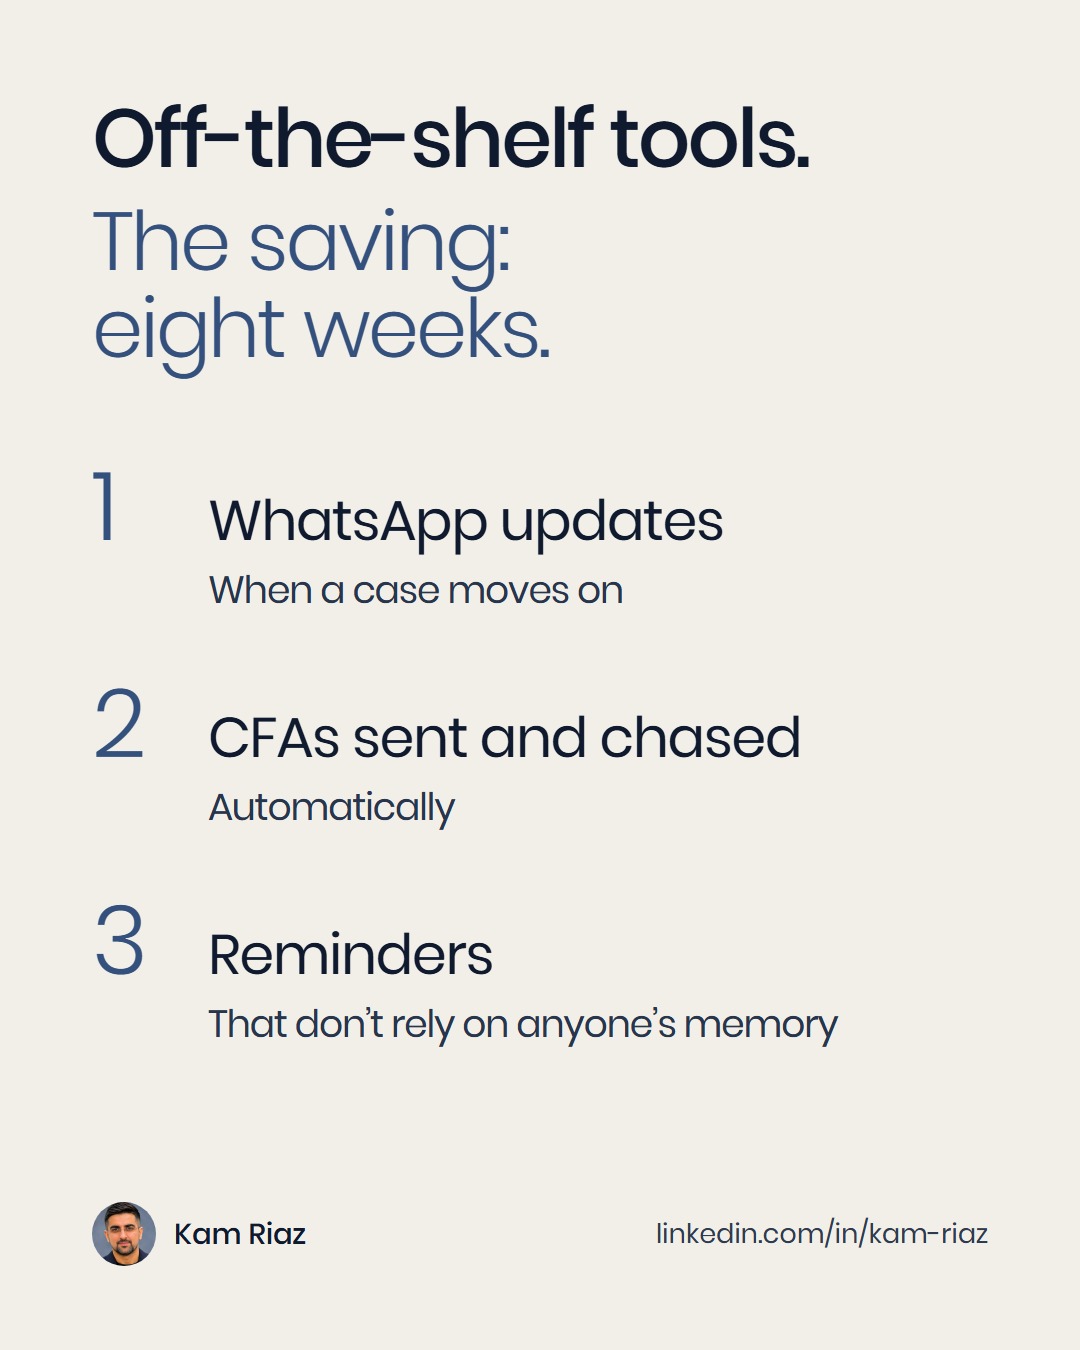 Off-the-shelf tools.
The saving:
eight weeks.
1
WhatsApp updates
When a case moves on
2
CFAs sent and chased
Automatically
3
Reminders
That don’t rely on anyone’s memory
Kam Riaz
linkedin.com/in/kam-riaz